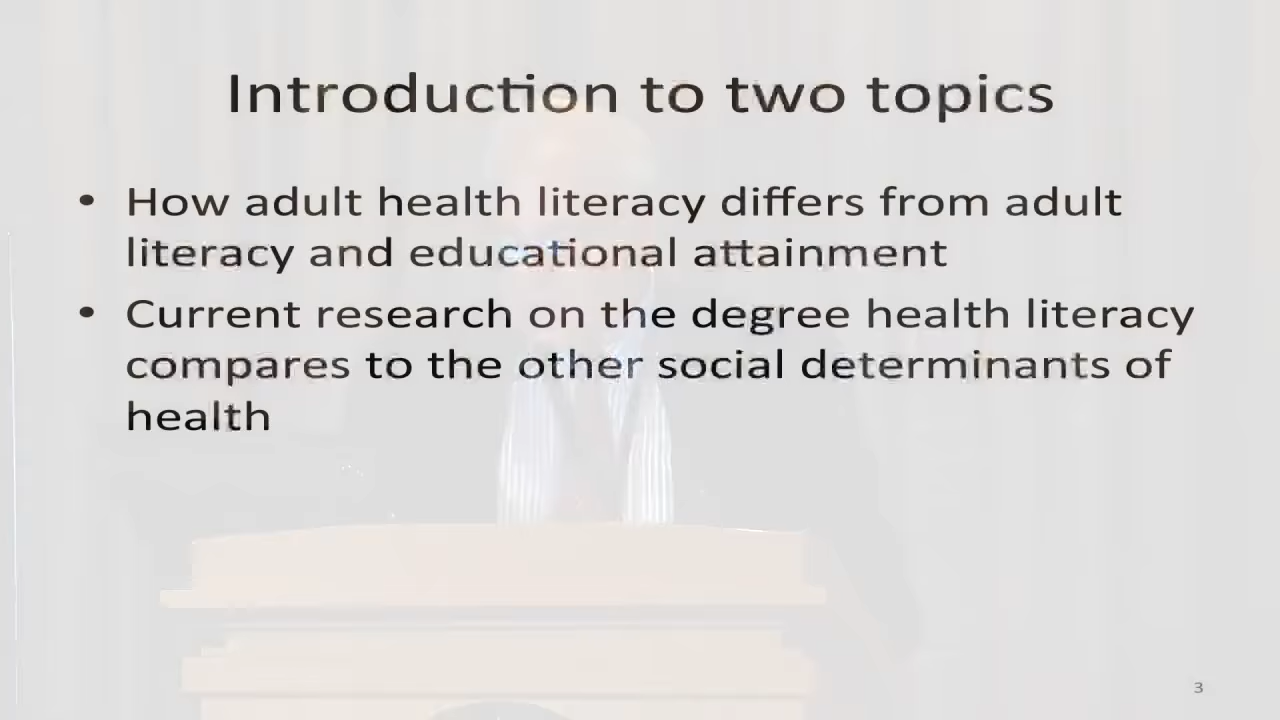 Introduction to two topics
• How adult health literacy differs from adult
literacy and educational attainment
• Current research on the degree health literacy
compares to the other social determinants of
health
3